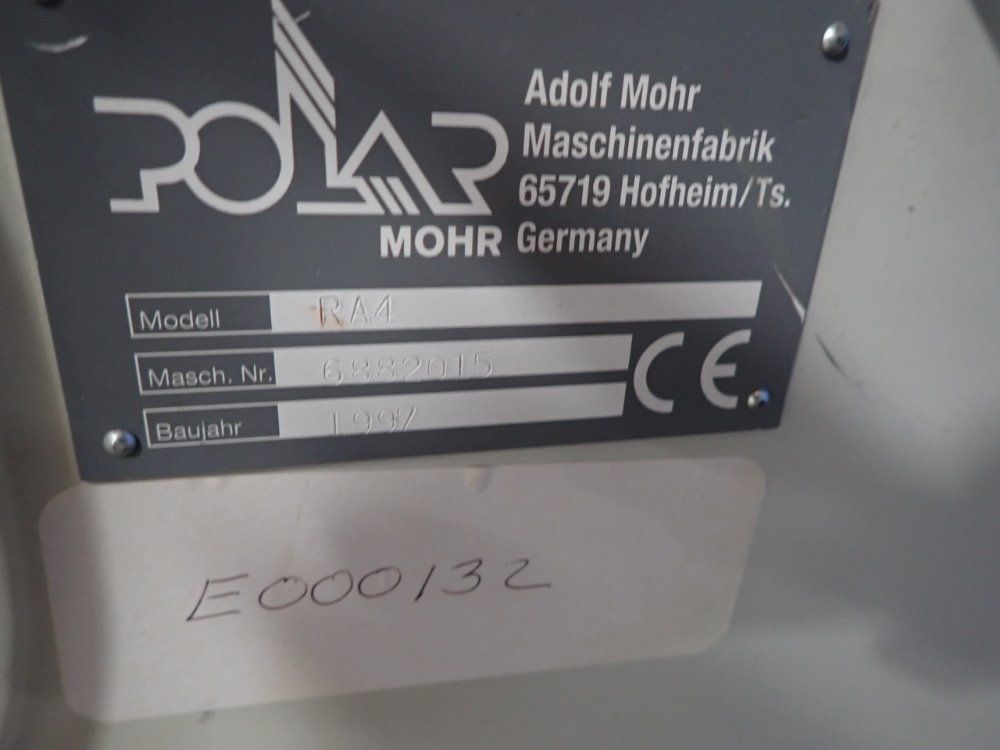 POLAR
MOHR
Adolf Mohr
Maschinenfabrik
65719 Hofheim/Ts.
Germany
Modell RA4
Masch. Nr. 6882015
Baujahr 1997
CE
E000132